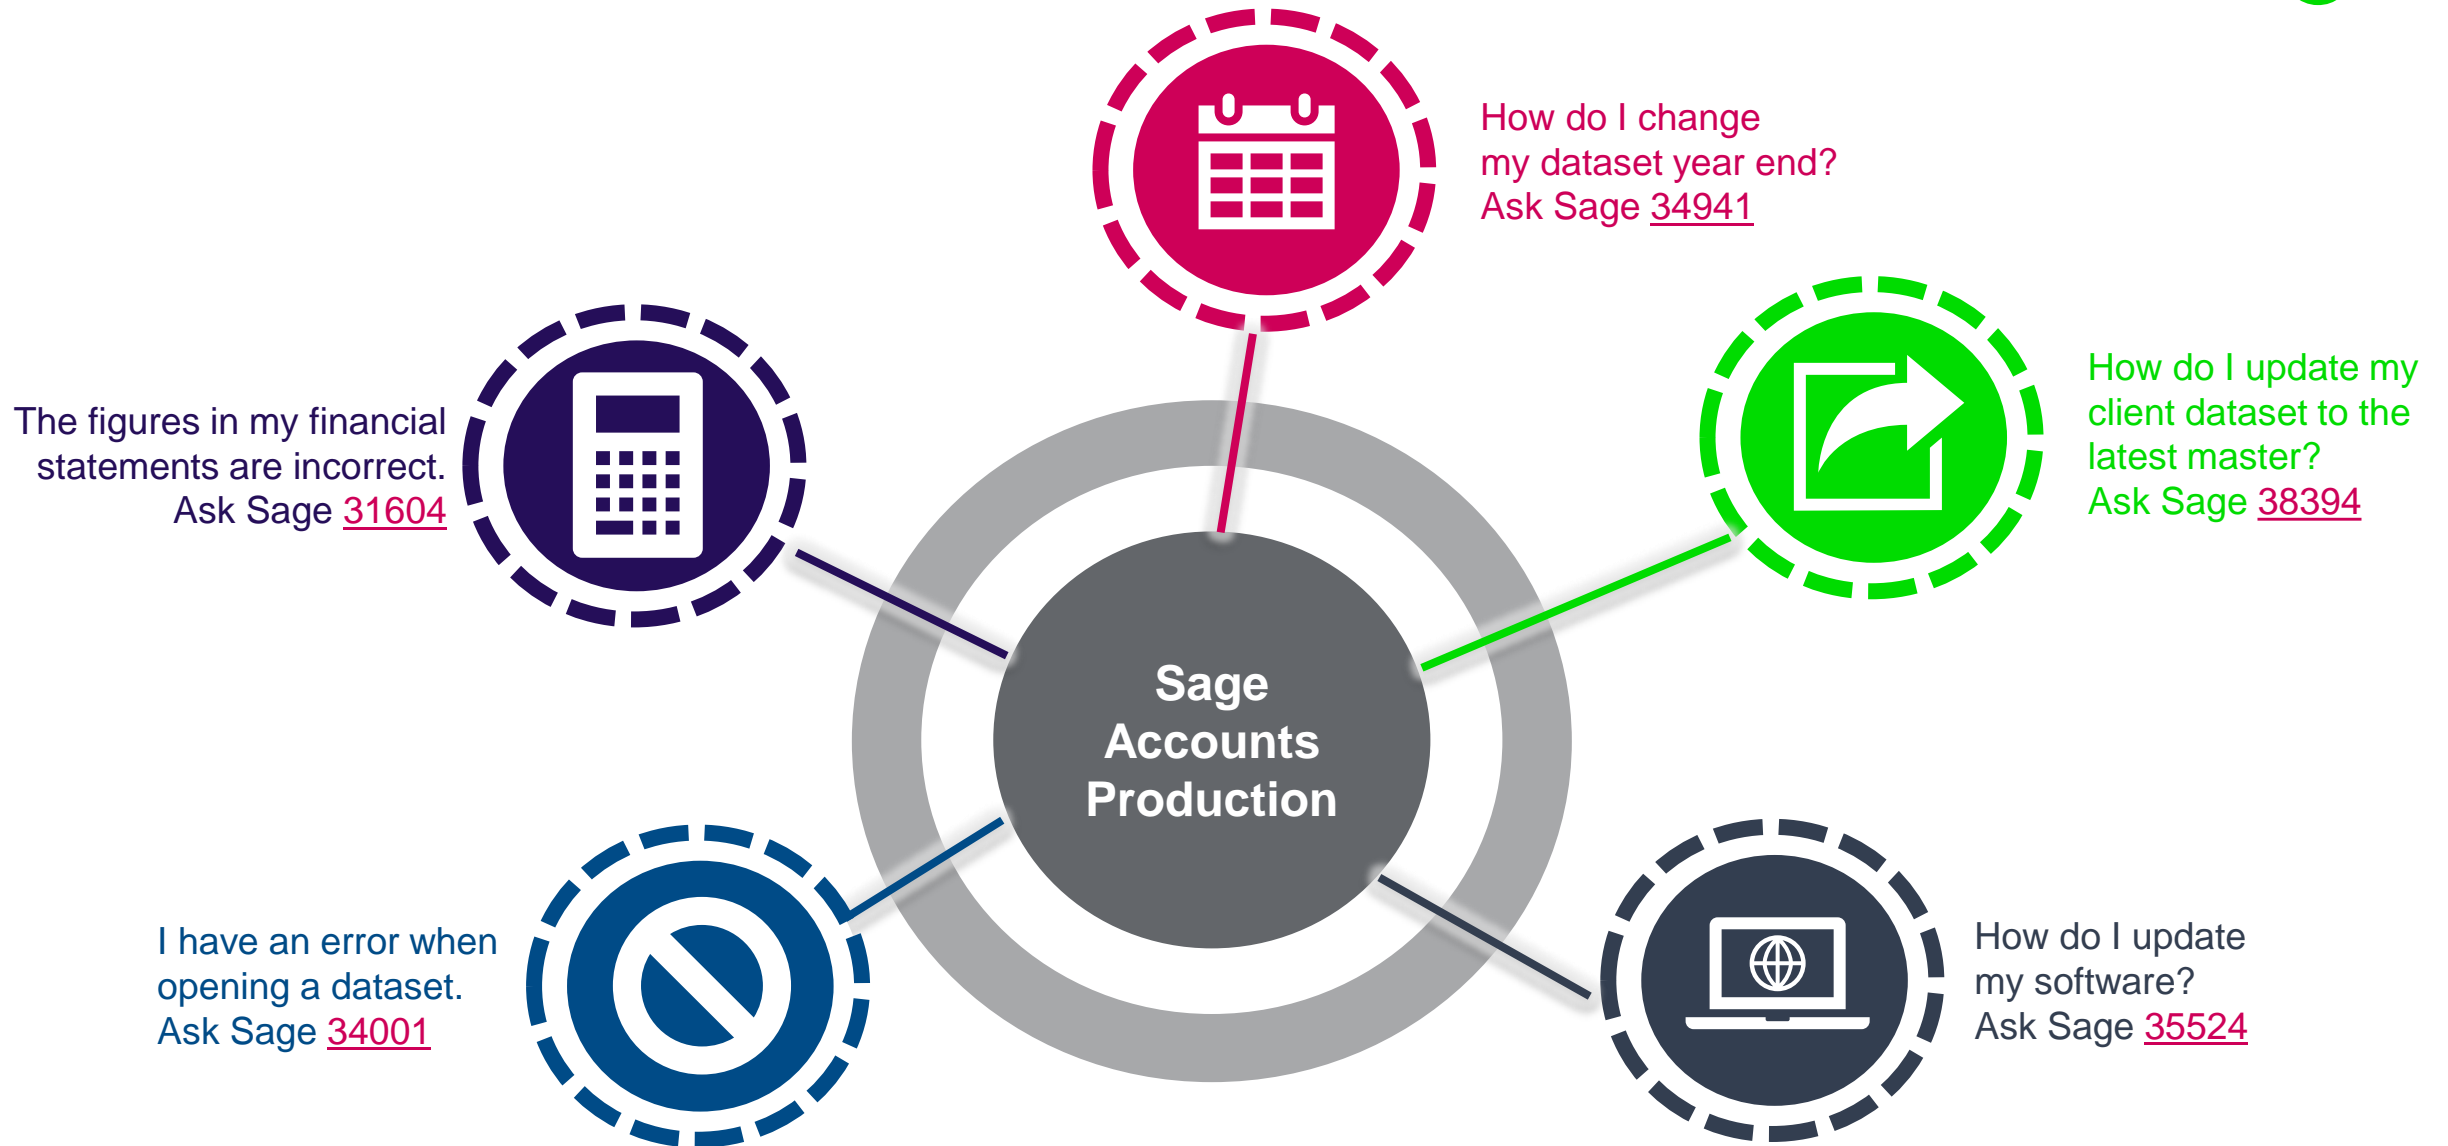 How do I change
my dataset year end?
Ask Sage 34941
How do I update my
client dataset to the
latest master?
Ask Sage 38394
The figures in my financial
statements are incorrect.
Ask Sage 31604
Sage
Accounts
Production
I have an error when
opening a dataset.
Ask Sage 34001
How do I update
my software?
Ask Sage 35524